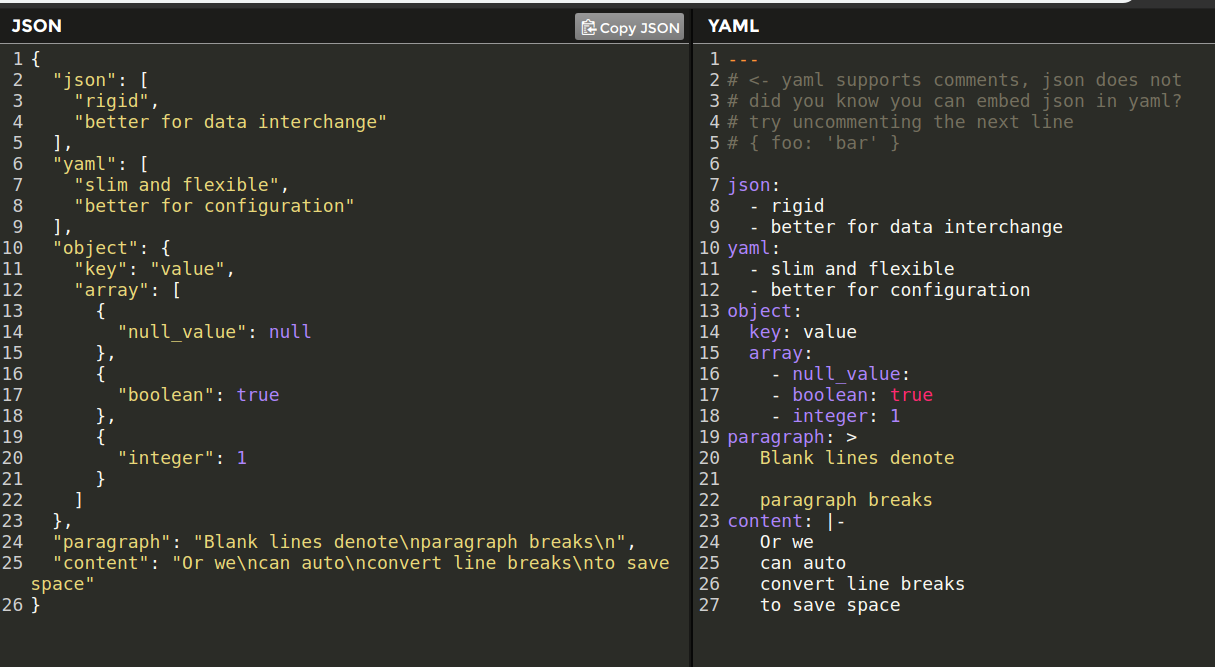 JSON
Copy JSON
1 {
2   "json": [
3     "rigid",
4     "better for data interchange"
5   ],
6   "yaml": [
7     "slim and flexible",
8     "better for configuration"
9   ],
10   "object": {
11     "key": "value",
12     "array": [
13       {
14         "null_value": null
15       },
16       {
17         "boolean": true
18       },
19       {
20         "integer": 1
21       }
22     ]
23   },
24   "paragraph": "Blank lines denote\nparagraph breaks\n",
25   "content": "Or we\ncan auto\nconvert line breaks\nto save
space"
26 }
YAML
1 ---
2 # <- yaml supports comments, json does not
3 # did you know you can embed json in yaml?
4 # try uncommenting the next line
5 # { foo: 'bar' }
6
7 json:
8   - rigid
9   - better for data interchange
10 yaml:
11   - slim and flexible
12   - better for configuration
13 object:
14   key: value
15   array:
16     - null_value:
17     - boolean: true
18     - integer: 1
19 paragraph: >
20    Blank lines denote
21
22    paragraph breaks
23 content: |-
24    Or we
25    can auto
26    convert line breaks
27    to save space